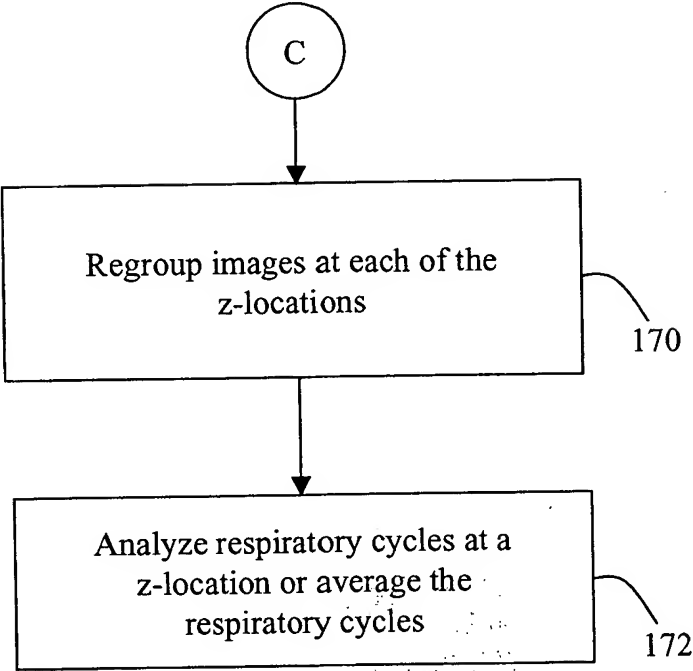 C
Regroup images at each of the
z-locations
170
Analyze respiratory cycles at a
z-location or average the
respiratory cycles
172